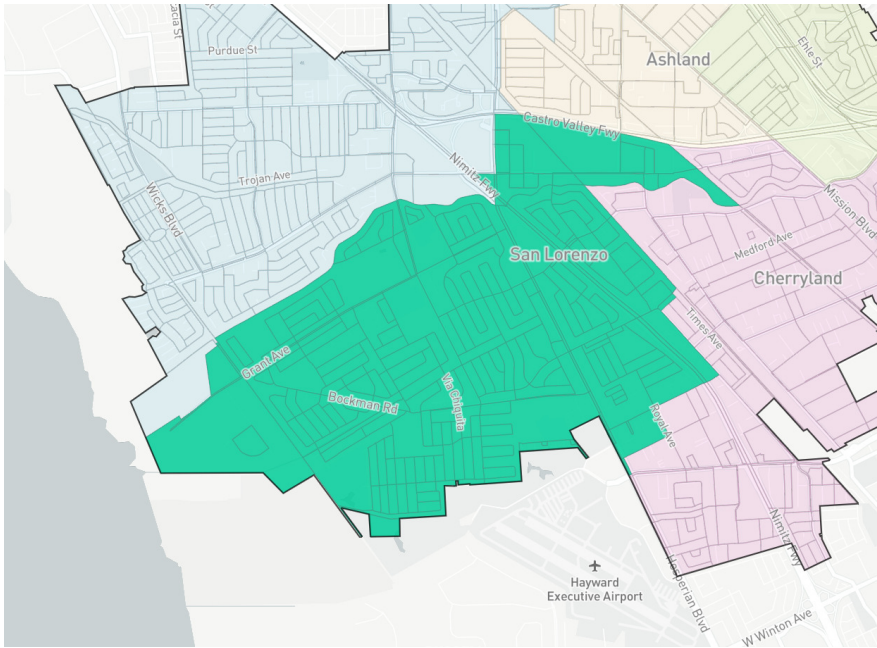 acia St
Purdue St
Ashland
Ehle St
Castro Valley Fwy
Nimitz Fwy
Trojan Ave
Wicks Blvd
Mission Blvd
San Lorenzo
Medford Ave
Cherryland
Times Ave
Grant Ave
Bockman Rd
Via Chiquita
Royal Ave
Nimitz Fwy
Hayward
Executive Airport
Hesperian Blvd
W Winton Ave